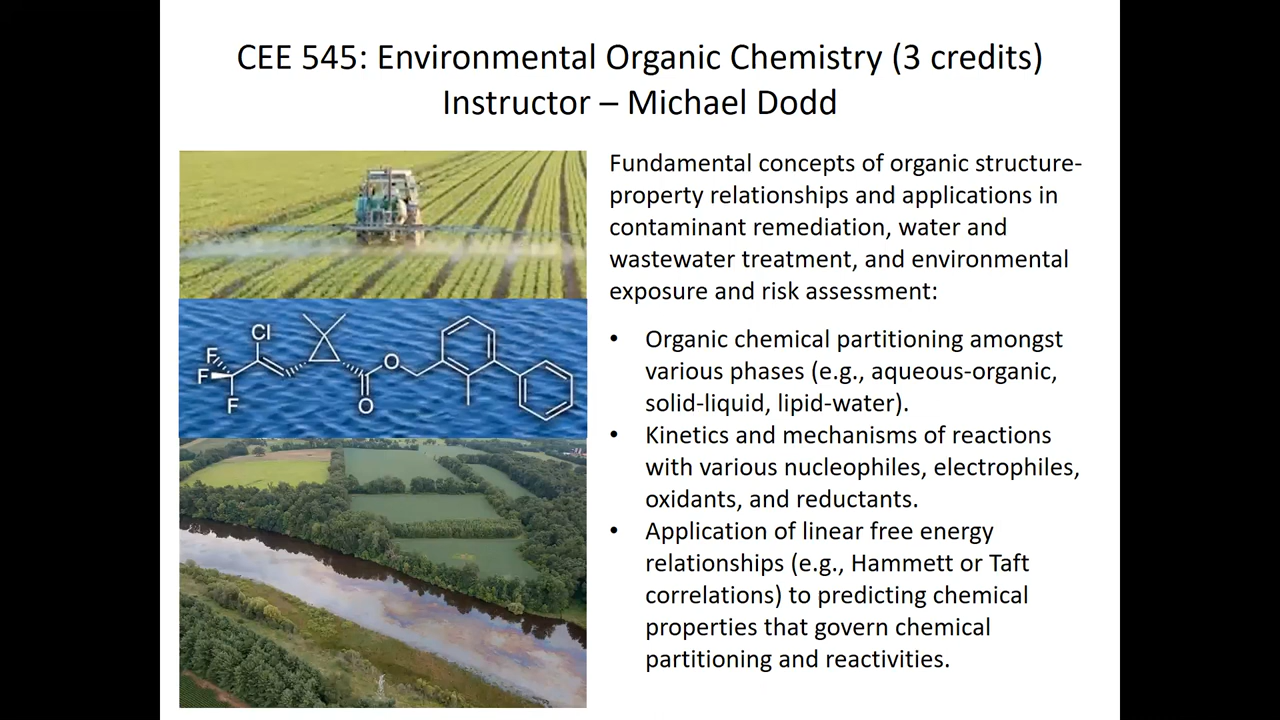 CEE 545: Environmental Organic Chemistry (3 credits)
Instructor – Michael Dodd
Fundamental concepts of organic structure-
property relationships and applications in
contaminant remediation, water and
wastewater treatment, and environmental
exposure and risk assessment:
• Organic chemical partitioning amongst
various phases (e.g., aqueous-organic,
solid-liquid, lipid-water).
• Kinetics and mechanisms of reactions
with various nucleophiles, electrophiles,
oxidants, and reductants.
• Application of linear free energy
relationships (e.g., Hammett or Taft
correlations) to predicting chemical
properties that govern chemical
partitioning and reactivities.
Cl
F
F
F
O
O